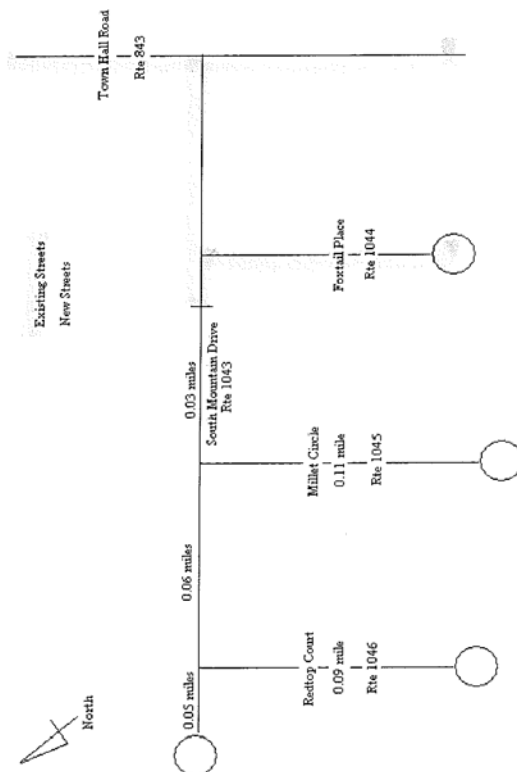 Town Hall Road
Rte 843
Existing Streets
New Streets
Foxtail Place
Rte 1044
0.03 miles
South Mountain Drive
Rte 1043
Millet Circle
0.11 mile
Rte 1045
0.06 miles
Redtop Court
0.09 mile
Rte 1046
0.05 miles
North